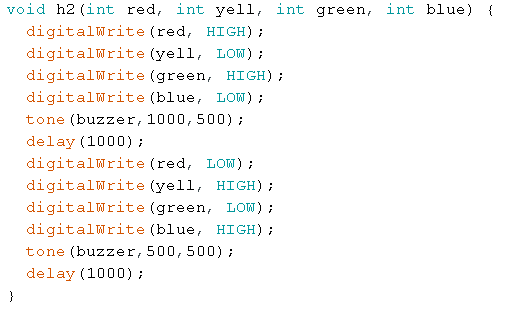 void h2(int red, int yell, int green, int blue) {
  digitalWrite(red, HIGH);
  digitalWrite(yell, LOW);
  digitalWrite(green, HIGH);
  digitalWrite(blue, LOW);
  tone(buzzer,1000,500);
  delay(1000);
  digitalWrite(red, LOW);
  digitalWrite(yell, HIGH);
  digitalWrite(green, LOW);
  digitalWrite(blue, HIGH);
  tone(buzzer,500,500);
  delay(1000);
}